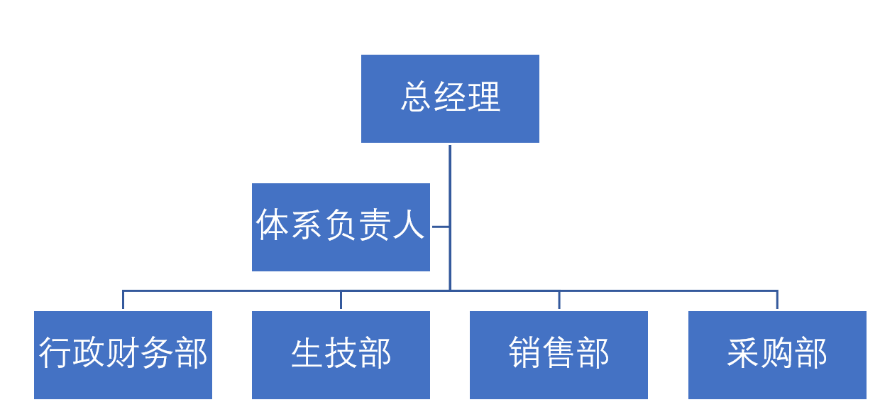 总经理
体系负责人
行政财务部
生技部
销售部
采购部